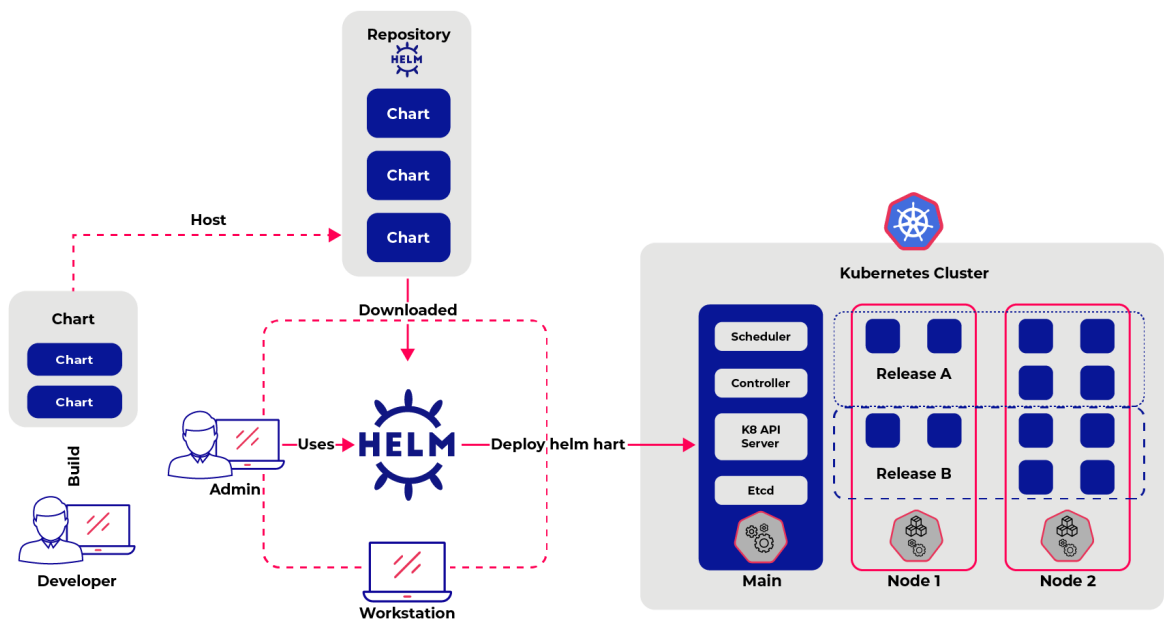 Repository
HELM
Chart
Chart
Chart
Host
Chart
Chart
Chart
Build
Developer
Downloaded
Admin
Uses
HELM
Deploy helm hart
Workstation
Kubernetes Cluster
Scheduler
Controller
K8 API
Server
Etcd
Main
Release A
Release B
Node 1
Node 2